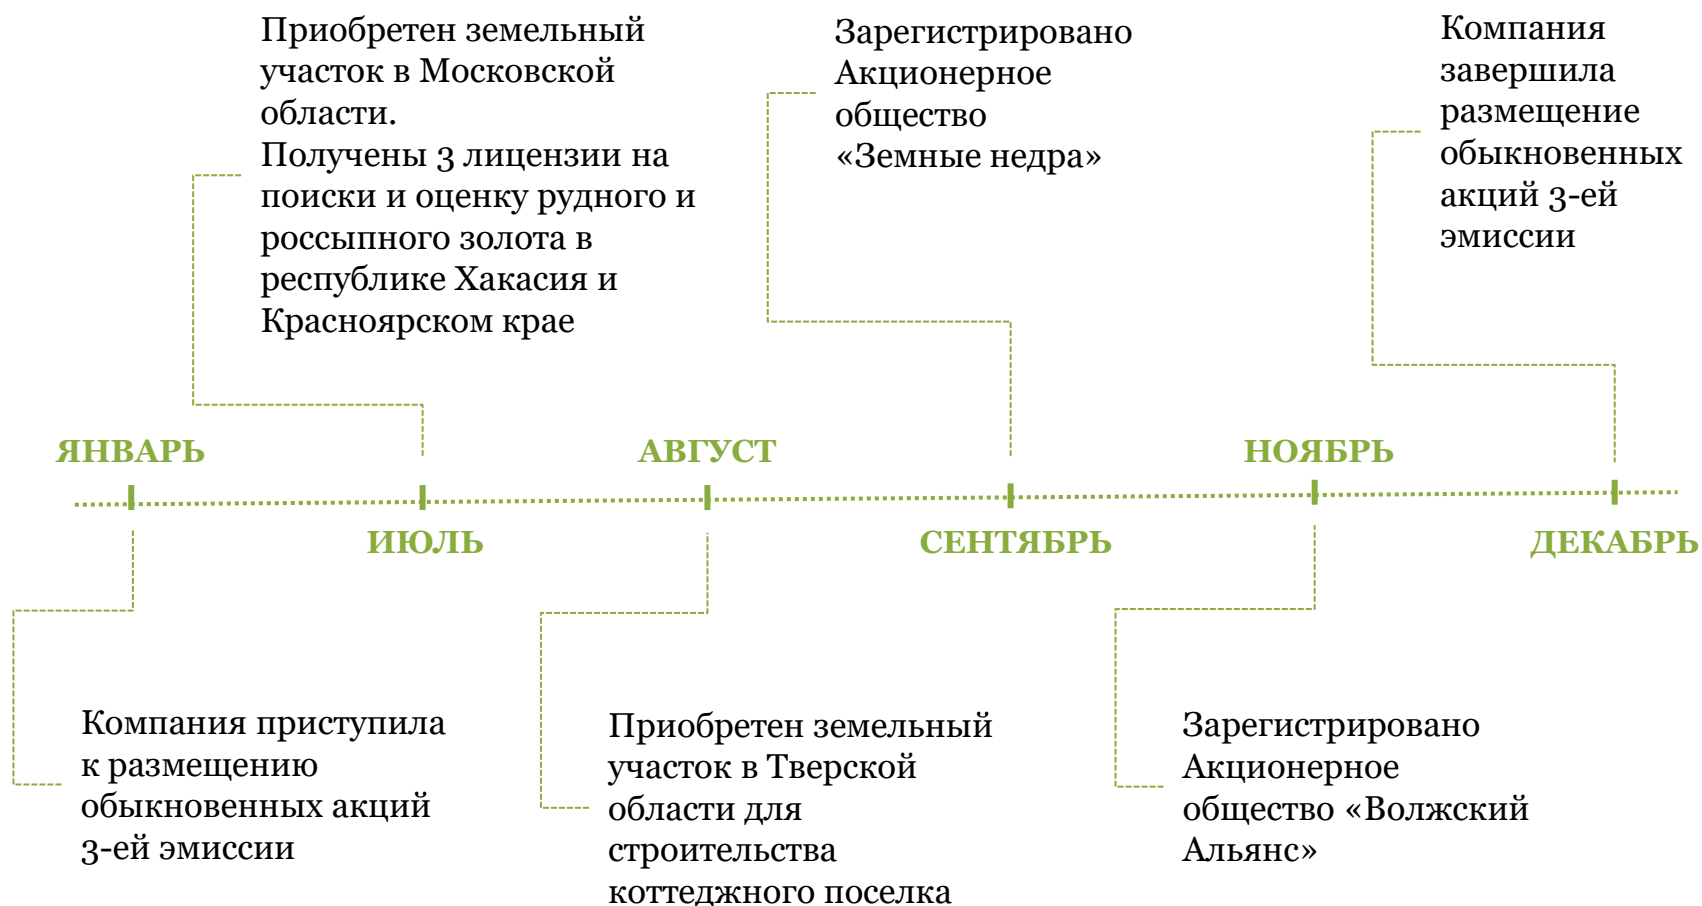 Приобретен земельный
участок в Московской
области.
Получены 3 лицензии на
поиски и оценку рудного и
россыпного золота в
республике Хакасия и
Красноярском крае
Зарегистрировано
Акционерное
общество
«Земные недра»
Компания
завершила
размещение
обыкновенных
акций 3-ей
эмиссии
ЯНВАРЬ
АВГУСТ
НОЯБРЬ
ИЮЛЬ
СЕНТЯБРЬ
ДЕКАБРЬ
Компания приступила
к размещению
обыкновенных акций
3-ей эмиссии
Приобретен земельный
участок в Тверской
области для
строительства
коттеджного поселка
Зарегистрировано
Акционерное
общество «Волжский
Альянс»